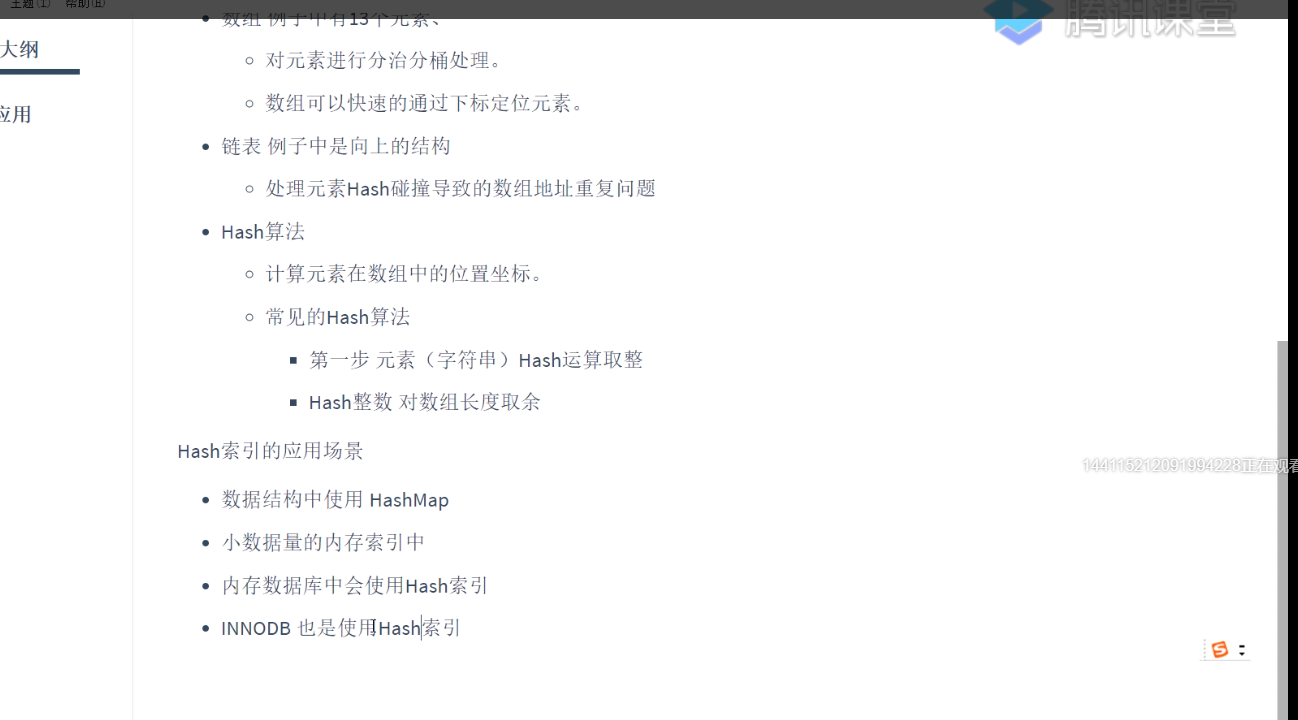 主题(T) 帮助(H)
大纲
应用
数组 例子中有13个元素、
对元素进行分治分桶处理。
数组可以快速的通过下标定位元素。
链表 例子中是向上的结构
处理元素Hash碰撞导致的数组地址重复问题
Hash算法
计算元素在数组中的位置坐标。
常见的Hash算法
第一步 元素（字符串）Hash运算取整
Hash整数 对数组长度取余
Hash索引的应用场景
数据结构中使用 HashMap
小数据量的内存索引中
内存数据库中会使用Hash索引
INNODB 也是使用Hash索引
腾讯课堂
144115212091994228正在观看